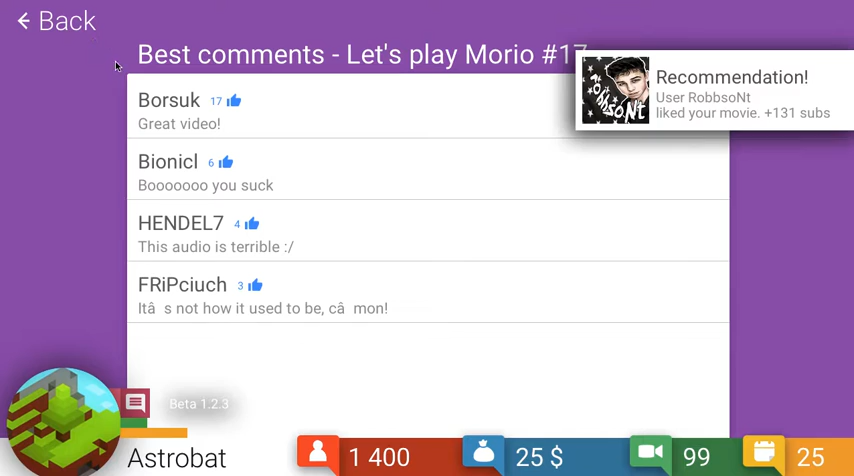 Back
Best comments - Let's play Morio #17
Recommendation!
User RobbsoNt
liked your movie. +131 subs
RobbsoNt
Borsuk 17
Great video!
Bionicl 6
Booooooo you suck
HENDEL7 4
This audio is terrible :/
FRiPciuch 3
Itâ s not how it used to be, câ mon!
Beta 1.2.3
Astrobat
1 400
25 $
99
25